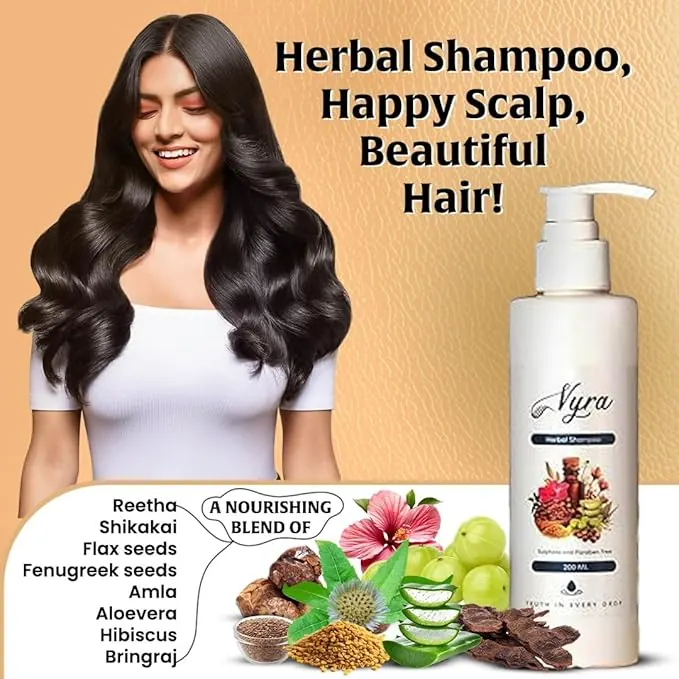 Herbal Shampoo,
Happy Scalp,
Beautiful
Hair!
Vyra
Herbal Shampoo
Sulphate and Paraben Free
200 ML
TRUTH IN EVERY DROP
A NOURISHING
BLEND OF
Reetha
Shikakai
Flax seeds
Fenugreek seeds
Amla
Aloevera
Hibiscus
Bringraj